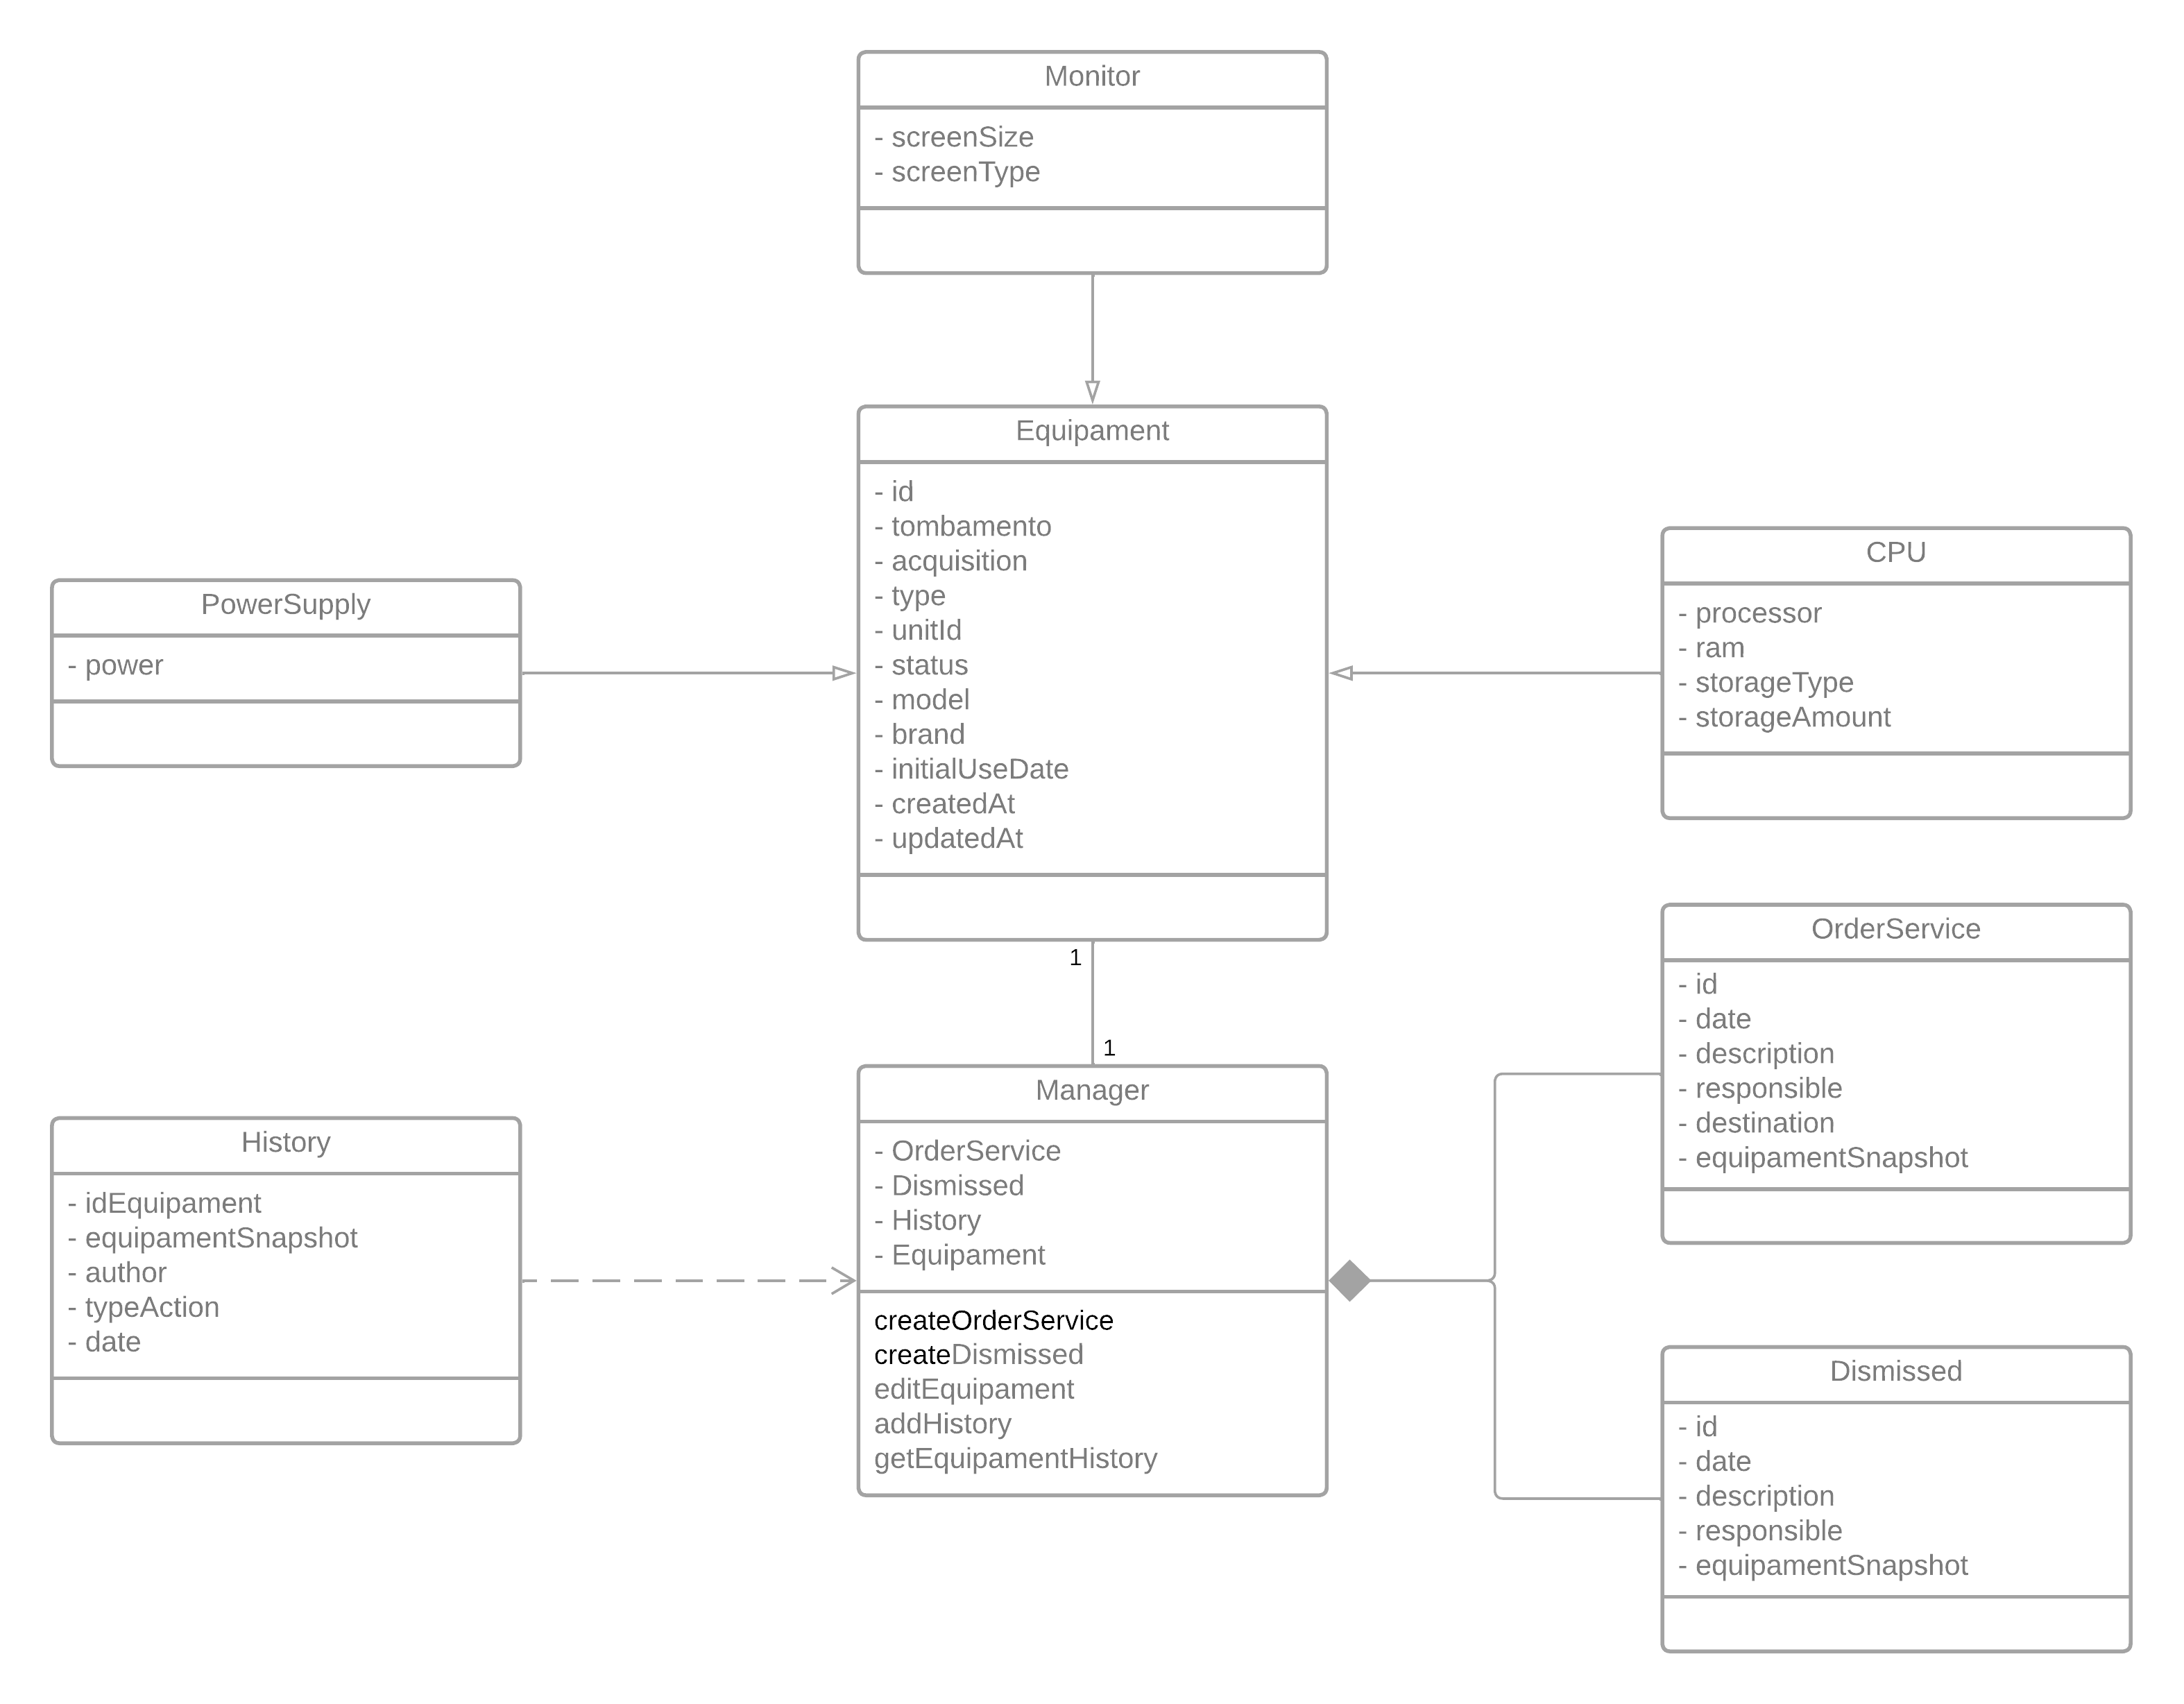 Monitor
- screenSize
- screenType
Equipament
- id
- tombamento
- acquisition
- type
- unitId
- status
- model
- brand
- initialUseDate
- createdAt
- updatedAt
PowerSupply
- power
CPU
- processor
- ram
- storageType
- storageAmount
1
1
Manager
- OrderService
- Dismissed
- History
- Equipament
createOrderService
createDismissed
editEquipament
addHistory
getEquipamentHistory
History
- idEquipament
- equipamentSnapshot
- author
- typeAction
- date
OrderService
- id
- date
- description
- responsible
- destination
- equipamentSnapshot
Dismissed
- id
- date
- description
- responsible
- equipamentSnapshot